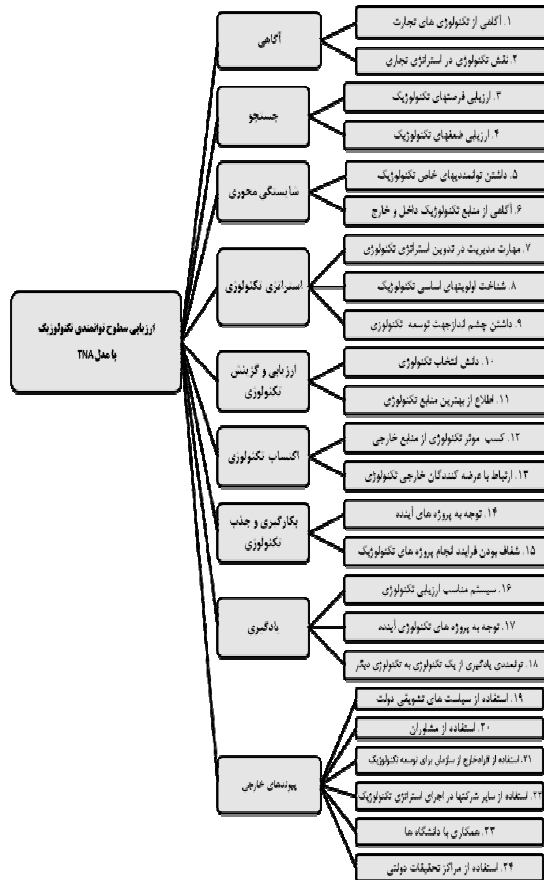 ارزیابی سطوح توانمندی تکنولوژیک
با مدل TNA
آگاهی
۱. آگاهی از تکنولوژی های تجارت
۲. نقش تکنولوژی در استراتژی تجاری
جستجو
۳. ارزیابی فرصتهای تکنولوژیک
۴. ارزیابی ضعفهای تکنولوژیک
شایستگی محوری
۵. داشتن توانمندیهای خاص تکنولوژیک
۶. آگاهی از منابع تکنولوژیک داخل و خارج
استراتژی تکنولوژی
۷. مهارت مدیریت در تدوین استراتژی تکنولوژی
۸. شناخت اولویتهای اساسی تکنولوژیک
۹. داشتن چشم اندازجهت توسعه تکنولوژی
ارزیابی و گزینش
تکنولوژی
۱۰. دانش انتخاب تکنولوژی
۱۱. اطلاع از بهترین منابع تکنولوژی
اکتساب تکنولوژی
۱۲. کسب موثر تکنولوژی از منابع خارجی
۱۳. ارتباط با عرضه کنندگان خارجی تکنولوژی
بکارگیری و جذب
تکنولوژی
۱۴. توجه به پروژه های آینده
۱۵. شفاف بودن فرایند انجام پروژه های تکنولوژیک
یادگیری
۱۶. سیستم مناسب ارزیابی تکنولوژی
۱۷. توجه به پروژه های تکنولوژی آینده
۱۸. توانمندی یادگیری از یک تکنولوژی به تکنولوژی دیگر
پیوندهای خارجی
۱۹. استفاده از سیاست های تشویقی دولت
۲۰. استفاده از مشاوران
۲۱. استفاده از افرادخارج از سازمان برای توسعه تکنولوژیک
۲۲. استفاده از سایر شرکتها در اجرای استراتژی تکنولوژیک
۲۳. همکاری با دانشگاه ها
۲۴. استفاده از مراکز تحقیقات دولتی